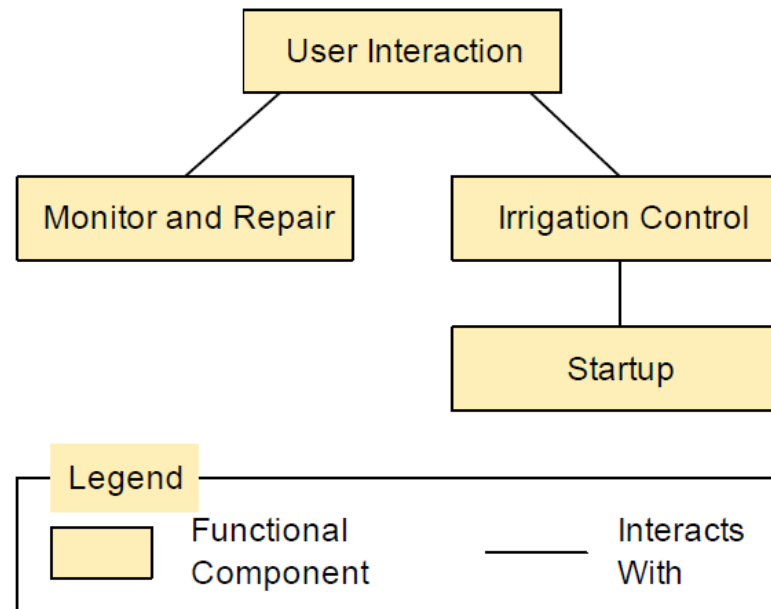 User Interaction
Monitor and Repair
Irrigation Control
Startup
Legend
Functional
Component
Interacts
With